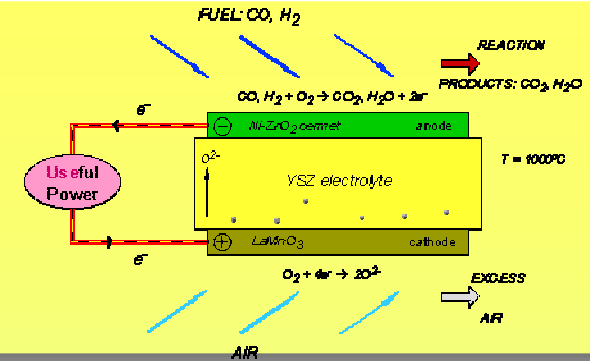 FUEL: CO, H2
REACTION
PRODUCTS: CO2, H2O
CO, H2 + O2 → CO2, H2O + 2e-
e-
⊖ Ni-ZrO2 cermet anode
O2-
T = 1000ºC
Useful
Power
YSZ electrolyte
⊕ LaMnO3 cathode
e-
O2 + 4e- → 2O2-
EXCESS
AIR
AIR